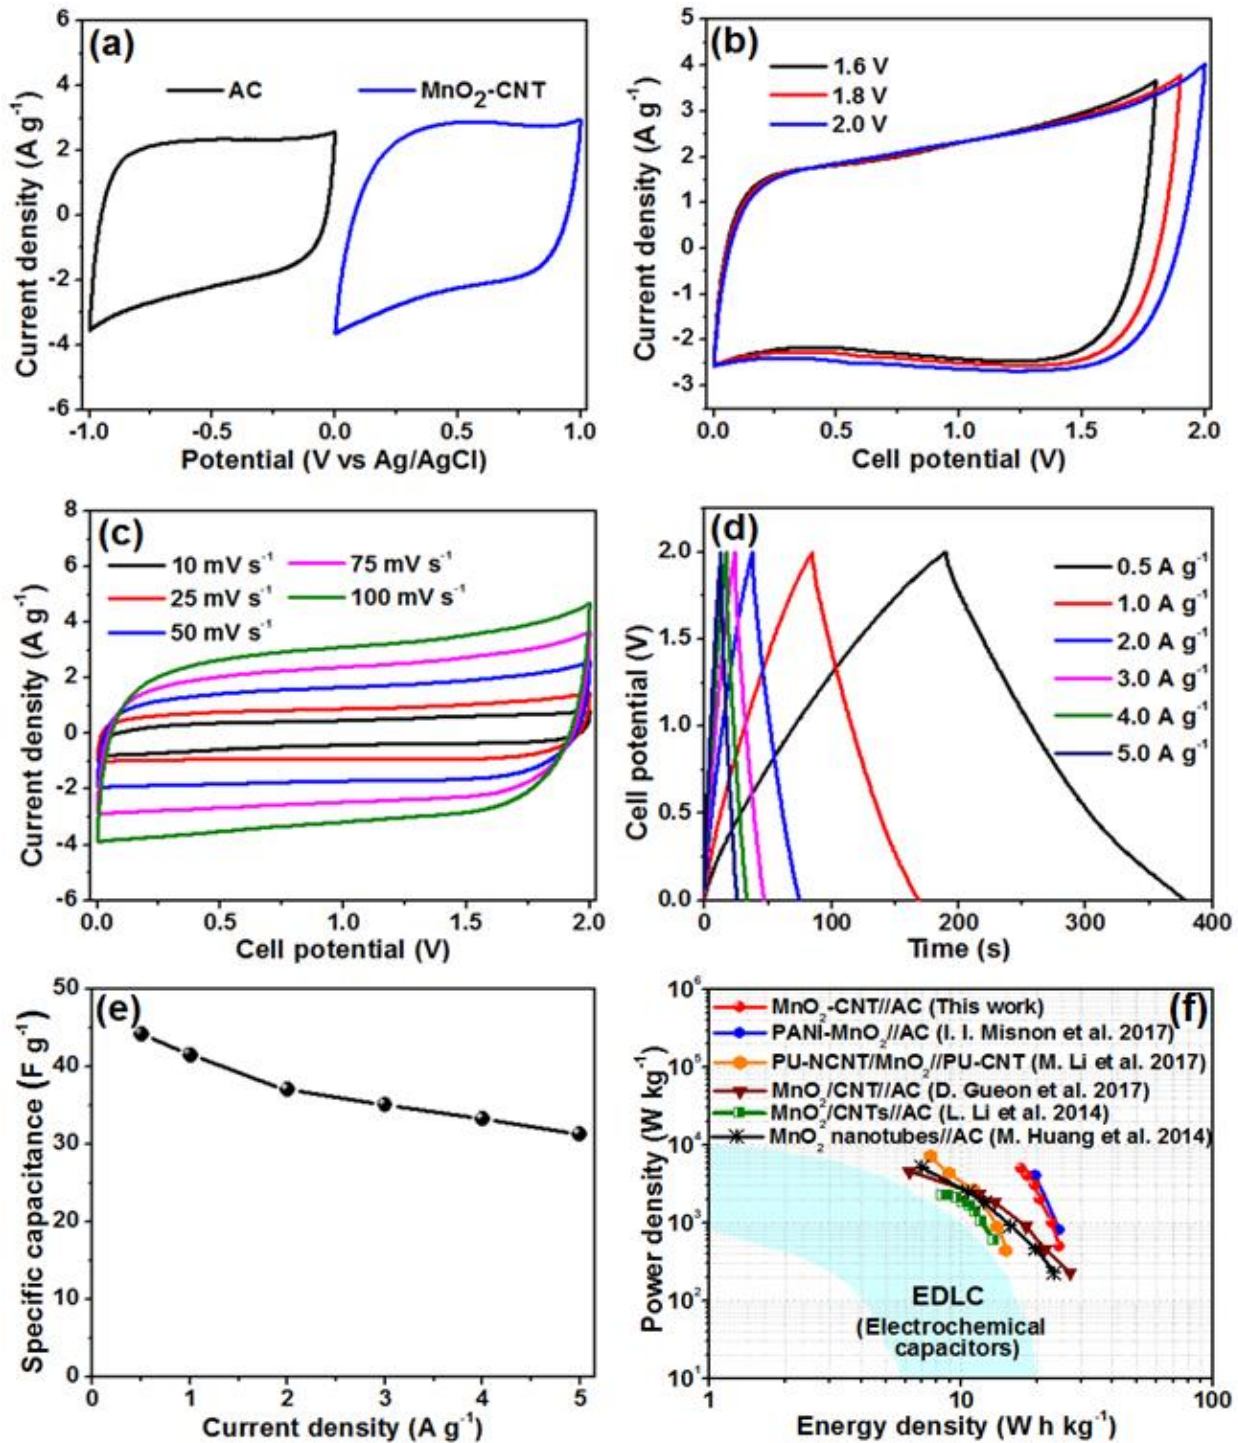 (a)
AC
MnO2-CNT
6
4
2
0
-2
-4
-6
-1.0 -0.5 0.0 0.5 1.0
Current density (A g-1)
Potential (V vs Ag/AgCl)
(b)
1.6 V
1.8 V
2.0 V
5
4
3
2
1
0
-1
-2
-3
0.0 0.5 1.0 1.5 2.0
Current density (A g-1)
Cell potential (V)
(c)
10 mV s-1 75 mV s-1
25 mV s-1 100 mV s-1
50 mV s-1
8
6
4
2
0
-2
-4
-6
0.0 0.5 1.0 1.5 2.0
Current density (A g-1)
Cell potential (V)
(d)
0.5 A g-1
1.0 A g-1
2.0 A g-1
3.0 A g-1
4.0 A g-1
5.0 A g-1
2.0
1.5
1.0
0.5
0.0
0 100 200 300 400
Cell potential (V)
Time (s)
(e)
50
40
30
20
10
0
0 1 2 3 4 5
Specific capacitance (F g-1)
Current density (A g-1)
(f)
MnO2-CNT//AC (This work)
PANI-MnO2//AC (I. I. Misnon et al. 2017)
PU-NCNT/MnO2//PU-CNT (M. Li et al. 2017)
MnO2/CNT//AC (D. Gueon et al. 2017)
MnO2/CNTs//AC (L. Li et al. 2014)
MnO2 nanotubes//AC (M. Huang et al. 2014)
EDLC
(Electrochemical
capacitors)
10^6
10^5
10^4
10^3
10^2
10^1
1 10 100
Power density (W kg-1)
Energy density (W h kg-1)